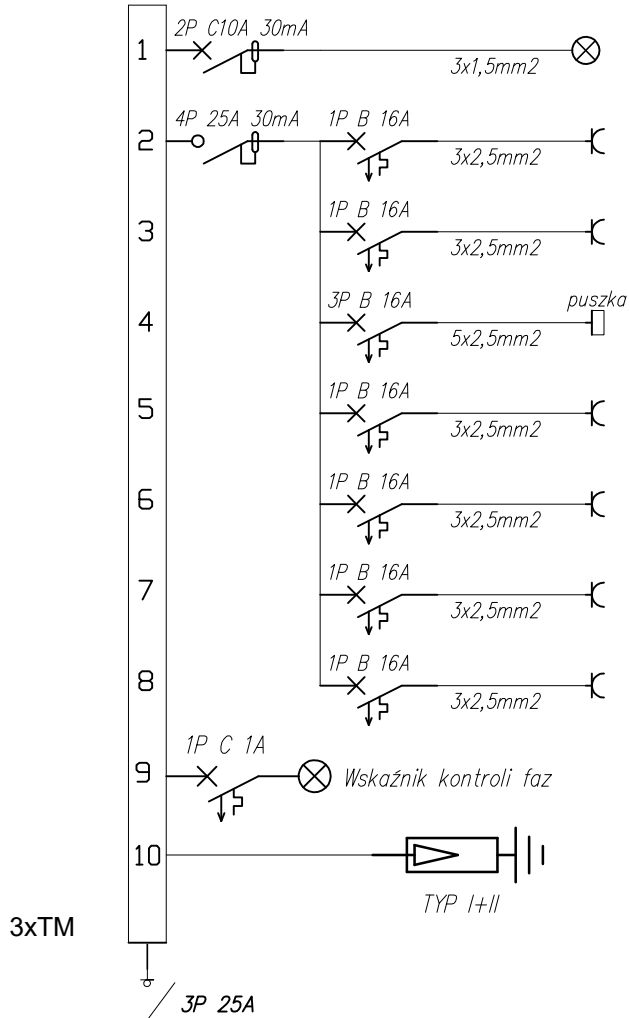 1 2P C10A 30mA 3x1,5mm2
2 4P 25A 30mA 1P B 16A 3x2,5mm2
3 1P B 16A 3x2,5mm2
4 3P B 16A 5x2,5mm2 puszka
5 1P B 16A 3x2,5mm2
6 1P B 16A 3x2,5mm2
7 1P B 16A 3x2,5mm2
8 1P B 16A 3x2,5mm2
9 1P C 1A Wskaźnik kontroli faz
10 TYP I+II
3xTM
3P 25A